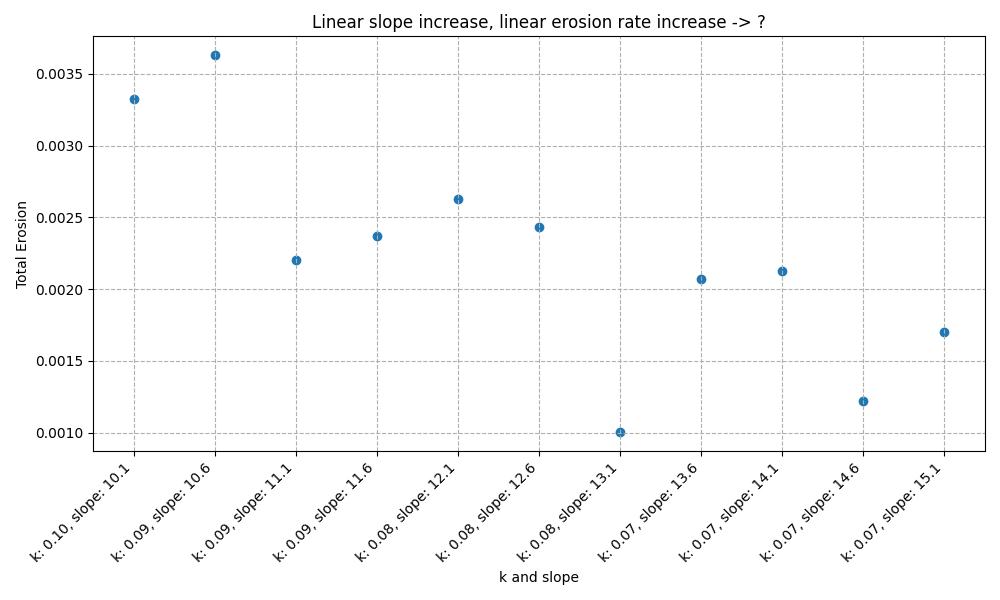 Linear slope increase, linear erosion rate increase -> ?
Total Erosion
0.0035
0.0030
0.0025
0.0020
0.0015
0.0010
k: 0.10, slope: 10.1
k: 0.09, slope: 10.6
k: 0.09, slope: 11.1
k: 0.09, slope: 11.6
k: 0.08, slope: 12.1
k: 0.08, slope: 12.6
k: 0.08, slope: 13.1
k: 0.07, slope: 13.6
k: 0.07, slope: 14.1
k: 0.07, slope: 14.6
k: 0.07, slope: 15.1
k and slope